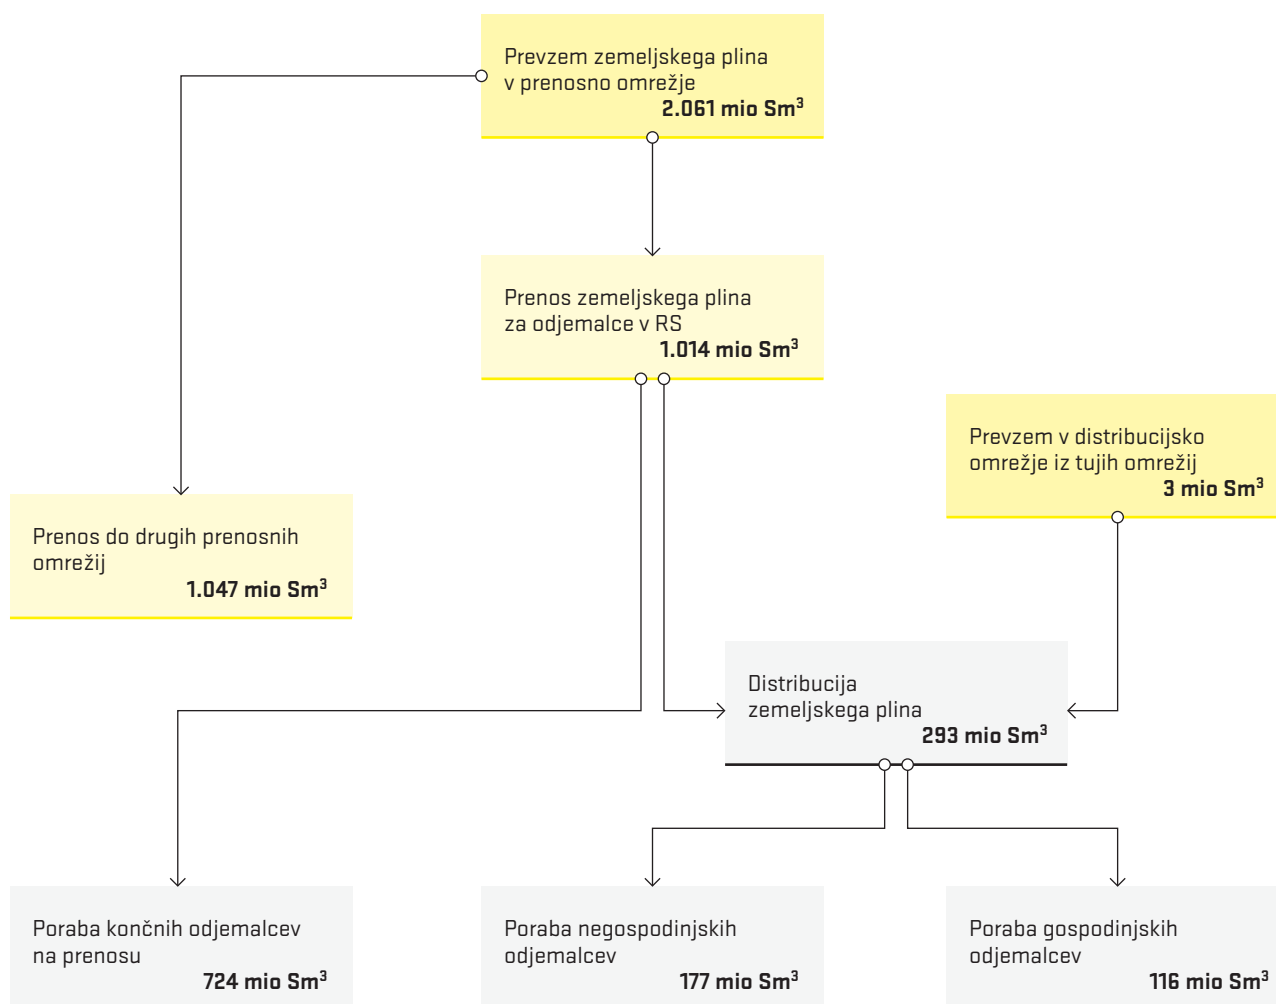 Prevzem zemeljskega plina
v prenosno omrežje
2.061 mio Sm³
Prenos zemeljskega plina
za odjemalce v RS
1.014 mio Sm³
Prevzem v distribucijsko
omrežje iz tujih omrežij
3 mio Sm³
Prenos do drugih prenosnih
omrežij
1.047 mio Sm³
Distribucija
zemeljskega plina
293 mio Sm³
Poraba končnih odjemalcev
na prenosu
724 mio Sm³
Poraba negospodinjskih
odjemalcev
177 mio Sm³
Poraba gospodinjskih
odjemalcev
116 mio Sm³